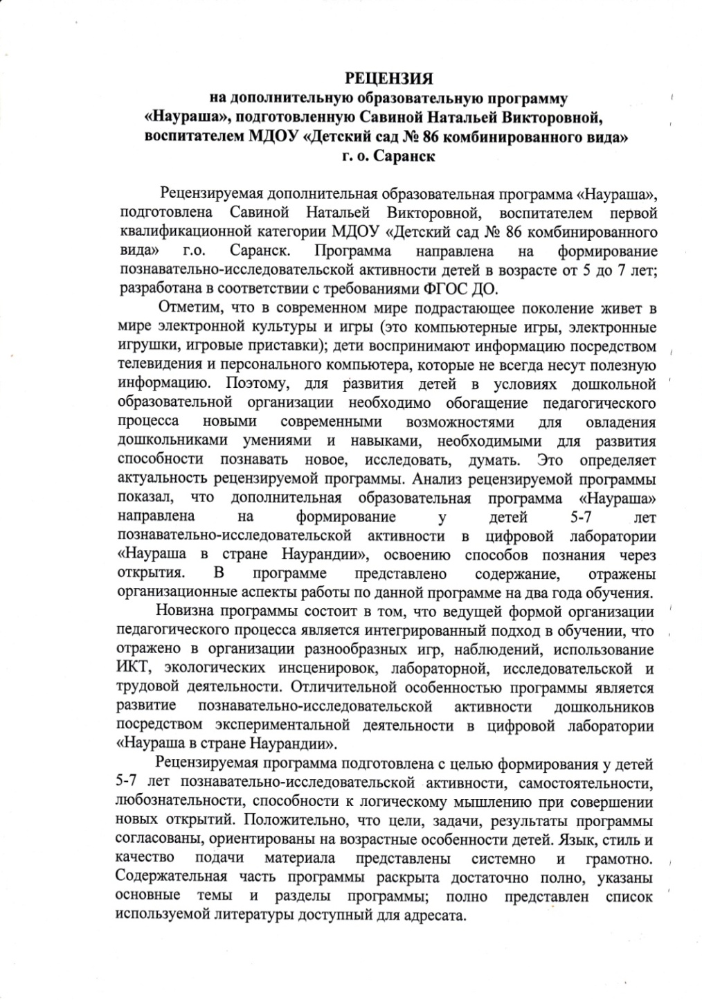 РЕЦЕНЗИЯ
на дополнительную образовательную программу
«Наураша», подготовленную Савиной Натальей Викторовной,
воспитателем МДОУ «Детский сад № 86 комбинированного вида»
г. о. Саранск
Рецензируемая дополнительная образовательная программа «Наураша»,
подготовлена Савиной Натальей Викторовной, воспитателем первой
квалификационной категории МДОУ «Детский сад № 86 комбинированного
вида» г.о. Саранск. Программа направлена на формирование
познавательно-исследовательской активности детей в возрасте от 5 до 7 лет;
разработана в соответствии с требованиями ФГОС ДО.
Отметим, что в современном мире подрастающее поколение живет в
мире электронной культуры и игры (это компьютерные игры, электронные
игрушки, игровые приставки); дети воспринимают информацию посредством
телевидения и персонального компьютера, которые не всегда несут полезную
информацию. Поэтому, для развития детей в условиях дошкольной
образовательной организации необходимо обогащение педагогического
процесса новыми современными возможностями для овладения
дошкольниками умениями и навыками, необходимыми для развития
способности познавать новое, исследовать, думать. Это определяет
актуальность рецензируемой программы. Анализ рецензируемой программы
показал, что дополнительная образовательная программа «Наураша»
направлена на формирование у детей 5-7 лет
познавательно-исследовательской активности в цифровой лаборатории
«Наураша в стране Наурандии», освоению способов познания через
открытия. В программе представлено содержание, отражены
организационные аспекты работы по данной программе на два года обучения.
Новизна программы состоит в том, что ведущей формой организации
педагогического процесса является интегрированный подход в обучении, что
отражено в организации разнообразных игр, наблюдений, использование
ИКТ, экологических инсценировок, лабораторной, исследовательской и
трудовой деятельности. Отличительной особенностью программы является
развитие познавательно-исследовательской активности дошкольников
посредством экспериментальной деятельности в цифровой лаборатории
«Наураша в стране Наурандии».
Рецензируемая программа подготовлена с целью формирования у детей
5-7 лет познавательно-исследовательской активности, самостоятельности,
любознательности, способности к логическому мышлению при совершении
новых открытий. Положительно, что цели, задачи, результаты программы
согласованы, ориентированы на возрастные особенности детей. Язык, стиль и
качество подачи материала представлены системно и грамотно.
Содержательная часть программы раскрыта достаточно полно, указаны
основные темы и разделы программы; полно представлен список
используемой литературы доступный для адресата.